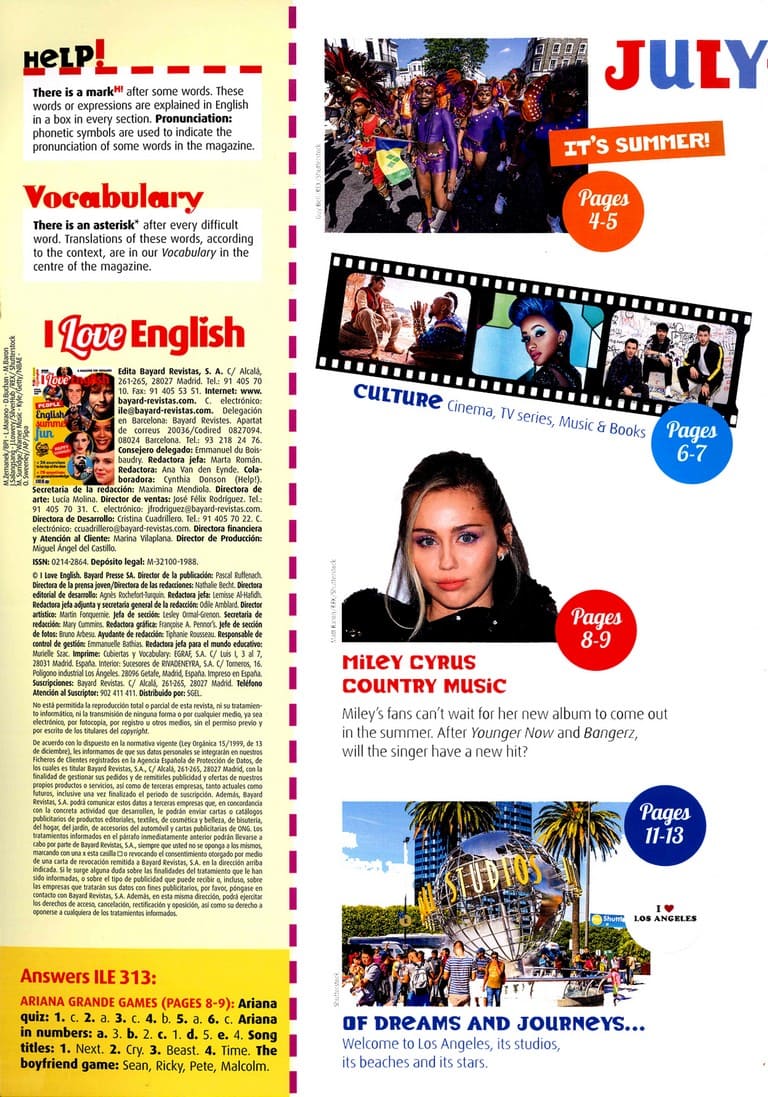 HELP!
There is a mark H! after some words. These
words or expressions are explained in English
in a box in every section. Pronunciation:
phonetic symbols are used to indicate the
pronunciation of some words in the magazine.
Vocabulary
There is an asterisk* after every difficult
word. Translations of these words, according
to the context, are in our Vocabulary in the
centre of the magazine.
I Love English
Edita Bayard Revistas, S. A. C/ Alcalá,
261-265, 28027 Madrid. Tel.: 91 405 70
10. Fax: 91 405 53 51. Internet: www.
bayard-revistas.com. C. electrónico:
ile@bayard-revistas.com. Delegación
en Barcelona: Bayard Revistas. Apartat
de correus 20036/Codired 0827094.
08024 Barcelona. Tel.: 93 218 24 76.
Consejero delegado: Emmanuel du Bois-
baudry. Redactora jefa: Marta Román.
Redactora: Ana Van den Eynde. Cola-
boradora: Cynthia Donson (Help!).
Secretaria de la redacción: Maximina Mendiola. Directora de
arte: Lucía Molina. Director de ventas: José Félix Rodríguez. Tel.:
91 405 70 31. C. electrónico: jfrodriguez@bayard-revistas.com.
Directora de Desarrollo: Cristina Cuadrillero. Tel.: 91 405 70 22. C.
electrónico: ccuadrillero@bayard-revistas.com. Directora financiera
y Atención al Cliente: Marina Vilaplana. Director de Producción:
Miguel Ángel del Castillo.
ISSN: 0214-2864. Depósito legal: M-32100-1988.
© I Love English. Bayard Presse SA. Director de la publicación: Pascal Ruffenach.
Directora de la prensa joven/Directora de las redacciones: Nathalie Becht. Directora
editorial de desarrollo: Agnès Rochefort-Turquin. Redactora jefa: Lemisse Al-Hafidh.
Redactora jefa adjunta y secretaria general de la redacción: Odile Amblard. Director
artístico: Martin Fonquernie. Jefa de sección: Lesley Ormal-Grenon. Secretaria de
redacción: Mary Cummins. Redactora gráfica: Françoise A. Pennor's. Jefe de sección
de fotos: Bruno Arbesu. Ayudante de redacción: Tiphanie Rousseau. Responsable de
control de gestión: Emmanuelle Bathias. Redactora jefa para el mundo educativo:
Murielle Szac. Imprime: Cubiertas y Vocabulary: EGRAF, S.A. C/ Luis I, 3 al 7,
28031 Madrid. España. Interior: Sucesores de RIVADENEYRA, S.A. C/ Torneros, 16.
Polígono industrial Los Ángeles. 28096 Getafe, Madrid, España. Impreso en España.
Suscripciones: Bayard Revistas. C/ Alcalá, 261-265, 28027 Madrid. Teléfono
Atención al Suscriptor: 902 411 411. Distribuido por: SGEL.
No está permitida la reproducción total o parcial de esta revista, ni su tratamien-
to informático, ni la transmisión de ninguna forma o por cualquier medio, ya sea
electrónico, por fotocopia, por registro u otros medios, sin el permiso previo y
por escrito de los titulares del copyright.
De acuerdo con lo dispuesto en la normativa vigente (Ley Orgánica 15/1999, de 13
de diciembre), les informamos de que sus datos personales se integrarán en nuestros
Ficheros de Clientes registrados en la Agencia Española de Protección de Datos, de
los cuales es titular Bayard Revistas, S.A., C/ Alcalá, 261-265, 28027 Madrid, con la
finalidad de gestionar sus pedidos y de remitirles publicidad y ofertas de nuestros
propios productos o servicios, así como de terceras empresas, tanto actuales como
futuros, inclusive una vez finalizado el periodo de suscripción. Además, Bayard
Revistas, S.A. podrá comunicar estos datos a terceras empresas que, en concordancia
con la concreta actividad que desarrollen, le podrán enviar cartas o catálogos
publicitarios de productos editoriales, textiles, de cosmética y belleza, de bisutería,
del hogar, del jardín, de accesorios del automóvil y cartas publicitarias de ONG. Los
tratamientos informados en el párrafo inmediatamente anterior podrán llevarse a
cabo por parte de Bayard Revistas, S.A., siempre que usted no se oponga a los mismos,
marcando con una x esta casilla □ o revocando el consentimiento otorgado por medio
de una carta de revocación remitida a Bayard Revistas, S.A. en la dirección arriba
indicada. Si le surge alguna duda sobre las finalidades del tratamiento que le han
sido informadas, o sobre el tipo de publicidad que puede recibir o, incluso, sobre
las empresas que tratarán sus datos con fines publicitarios, por favor, póngase en
contacto con Bayard Revistas, S.A. Además, en esta misma dirección, podrá ejercitar
los derechos de acceso, cancelación, rectificación y oposición, así como su derecho a
oponerse a cualquiera de los tratamientos informados.
Answers ILE 313:
ARIANA GRANDE GAMES (PAGES 8-9): Ariana
quiz: 1. c. 2. a. 3. c. 4. b. 5. a. 6. c. Ariana
in numbers: a. 3. b. 2. c. 1. d. 5. e. 4. Song
titles: 1. Next. 2. Cry. 3. Beast. 4. Time. The
boyfriend game: Sean, Ricky, Pete, Malcolm.
JULY
IT'S SUMMER!
Pages
4-5
CULTURE Cinema, TV series, Music & Books
Pages
6-7
Pages
8-9
MILEY CYRUS
COUNTRY MUSIC
Miley's fans can't wait for her new album to come out
in the summer. After Younger Now and Bangerz,
will the singer have a new hit?
Pages
11-13
STUDIOS
Shuttle
I ♥
LOS ANGELES
Shutterstock
OF DREAMS AND JOURNEYS...
Welcome to Los Angeles, its studios,
its beaches and its stars.